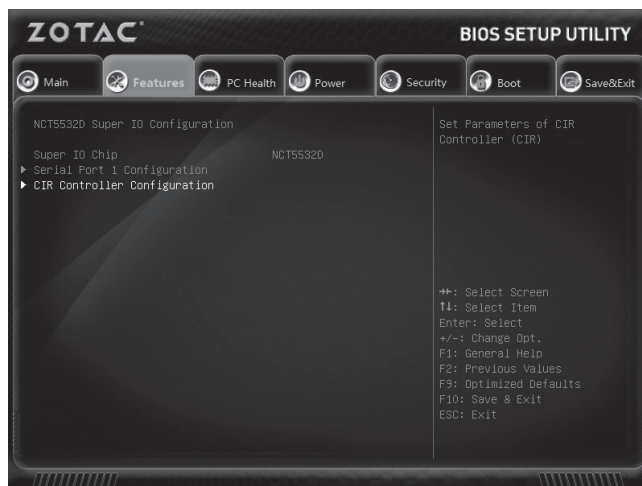 ZOTAC®
BIOS SETUP UTILITY
Main Features PC Health Power Security Boot Save&Exit
NCT5532D Super IO Configuration
Super IO Chip NCT5532D
▶ Serial Port 1 Configuration
▶ CIR Controller Configuration
Set Parameters of CIR
Controller (CIR)
→←: Select Screen
↑↓: Select Item
Enter: Select
+/-: Change Opt.
F1: General Help
F2: Previous Values
F9: Optimized Defaults
F10: Save & Exit
ESC: Exit